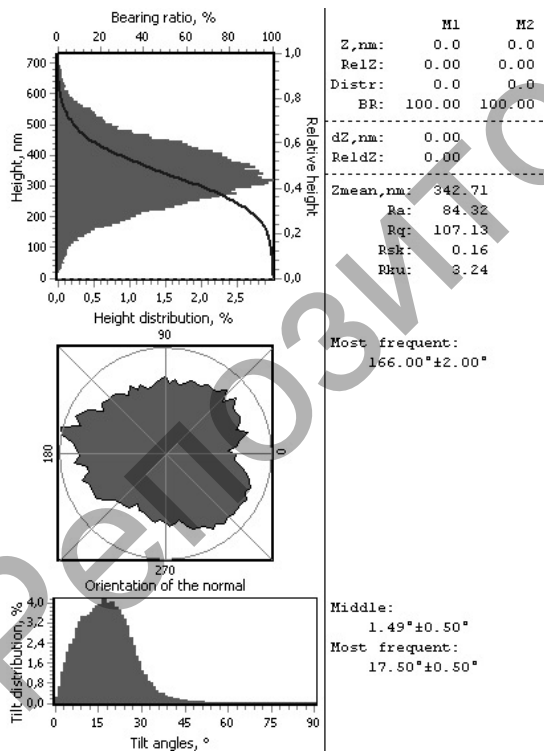 Bearing ratio, %
0 20 40 60 80 100
700
600
500
400
300
200
100
0
Height, nm
1,0
0,8
0,6
0,4
0,2
0,0
Relative height
0,0 0,5 1,0 1,5 2,0 2,5
Height distribution, %
M1 M2
Z,nm: 0.0 0.0
RelZ: 0.00 0.00
Distr: 0.0 0.0
BR: 100.00 100.00
dZ,nm: 0.00
ReldZ: 0.00
Zmean,nm: 342.71
Ra: 84.32
Rq: 107.13
Rsk: 0.16
Rku: 3.24
90
180
0
270
Orientation of the normal
Most frequent:
166.00°±2.00°
4,0
3,2
2,4
1,6
0,8
0,0
Tilt distribution, %
0 15 30 45 60 75 90
Tilt angles, °
Middle:
1.49°±0.50°
Most frequent:
17.50°±0.50°
Репозито